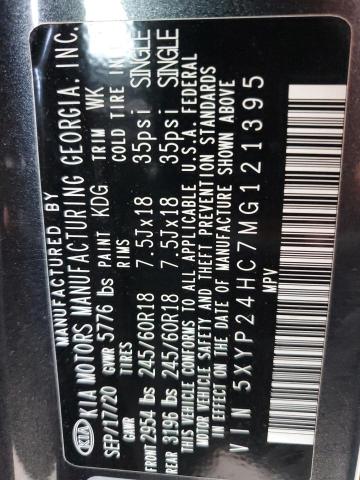 MANUFACTURED BY
KIA KIA MOTORS MANUFACTURING GEORGIA. INC.
SEP/17/20 GVWR 5776 lbs PAINT KDG TRIM WK
GAWR TIRES RIMS COLD TIRE IN
FRONT 2954 lbs 245/60R18 7.5Jx18 35psi SINGLE
REAR 3196 lbs 245/60R18 7.5Jx18 35psi SINGLE
THIS VEHICLE CONFORMS TO ALL APPLICABLE U.S.A. FEDERAL
MOTOR VEHICLE SAFETY AND THEFT PREVENTION STANDARDS
IN EFFECT ON THE DATE OF MANUFACTURE SHOWN ABOVE
VIN 5XYP24HC7MG121395
MPV